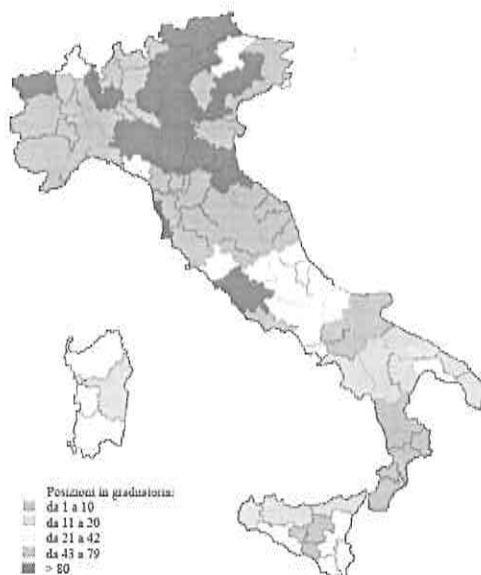 Posizioni in graduatoria:
da 1 a 10
da 11 a 20
da 21 a 42
da 43 a 79
> 80